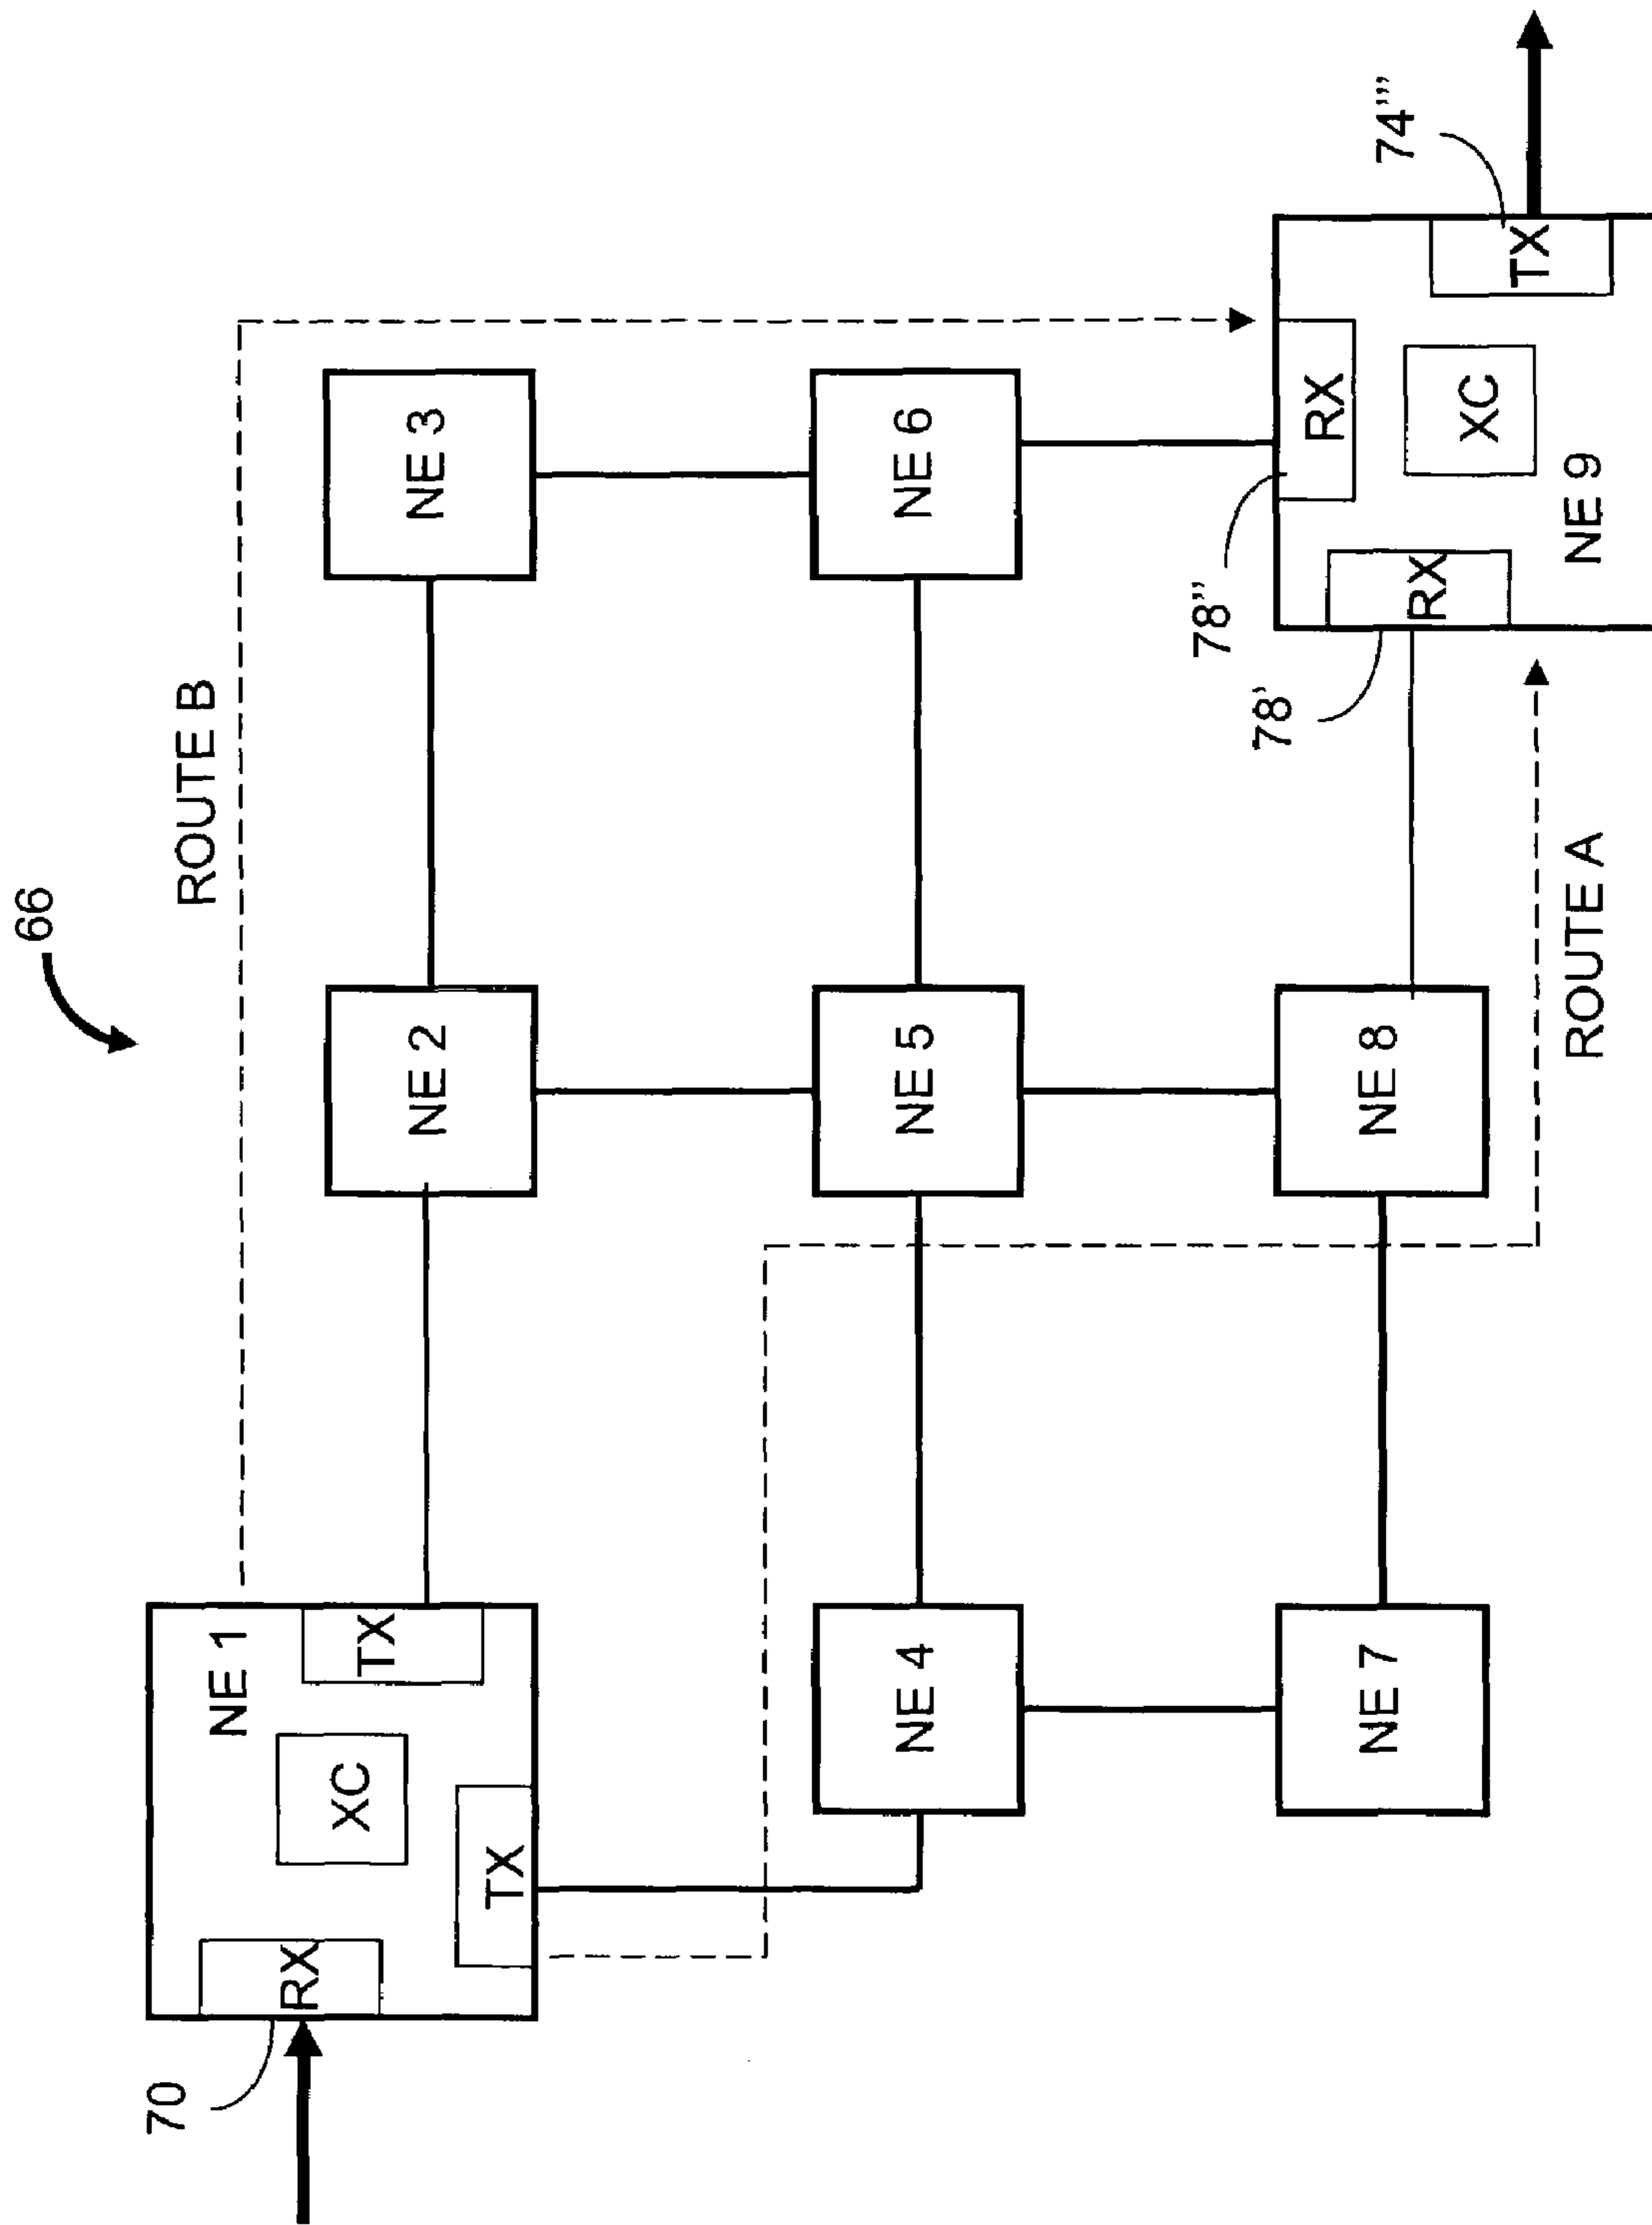 66
ROUTE B
70
RX
XC
NE 1
TX
TX
NE 2
NE 3
NE 4
NE 5
NE 6
NE 7
NE 8
78'
78''
RX
RX
XC
NE 9
TX
74'''
ROUTE A